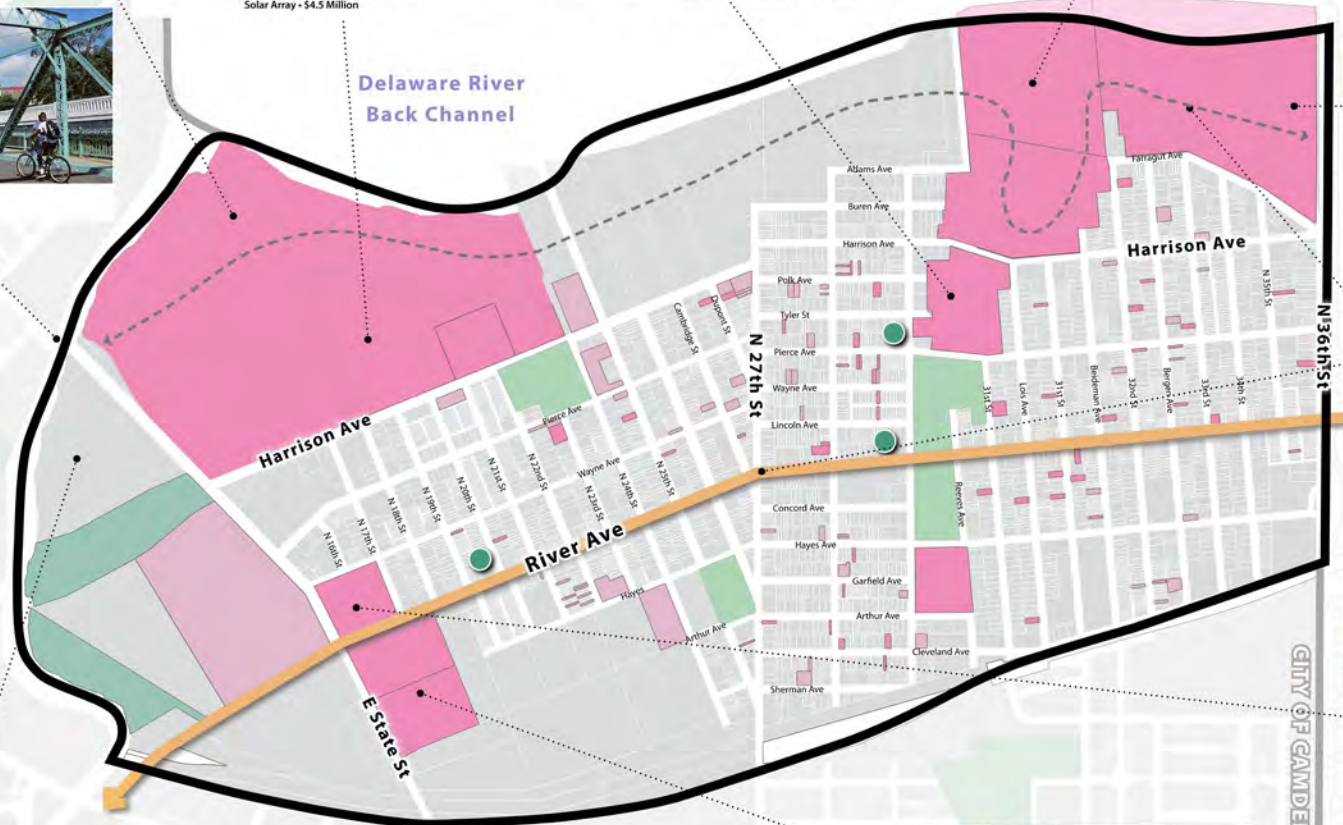 Solar Array • $4.5 Million
Delaware River
Back Channel
Adams Ave
Farragut Ave
Buren Ave
Harrison Ave
Harrison Ave
Polk Ave
N 35th St
Dupont St
Cambridge St
Tyler St
N 36th St
N 27th St
Pierce Ave
Wayne Ave
31st St
Lois Ave
31st St
Beideman Ave
32nd St
Bergen Ave
33rd St
34th St
Pierce Ave
Lincoln Ave
Harrison Ave
Wayne Ave
N 25th St
N 24th St
N 23rd St
N 22nd St
N 21st St
N 20th St
N 19th St
N 18th St
N 17th St
N 16th St
Reeves Ave
Concord Ave
River Ave
Hayes Ave
Garfield Ave
Hayes
Arthur Ave
Arthur Ave
Cleveland Ave
Sherman Ave
E State St
CITY OF CAMDE